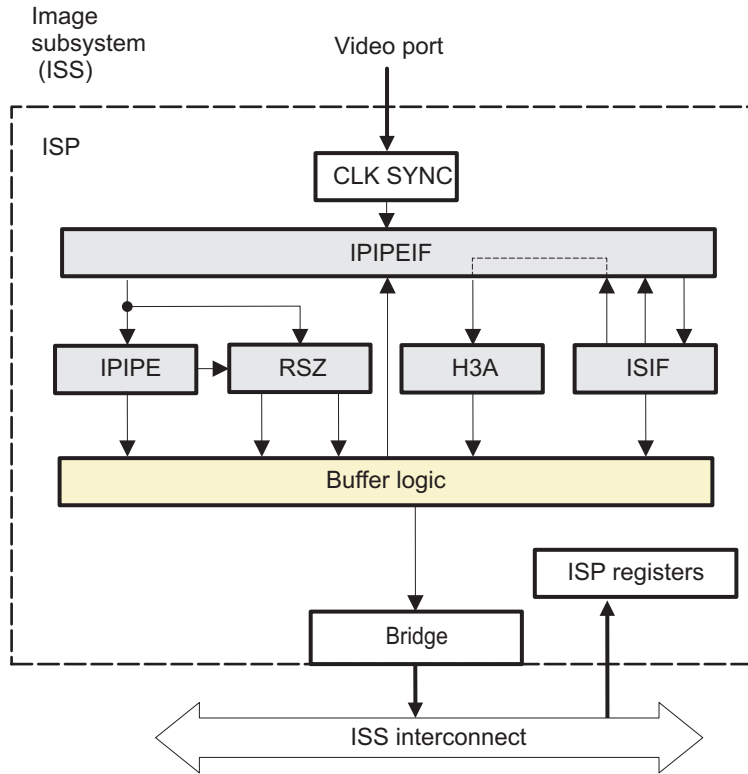 Image
subsystem
(ISS)
Video port
ISP
CLK SYNC
IPIPEIF
IPIPE
RSZ
H3A
ISIF
Buffer logic
ISP registers
Bridge
ISS interconnect